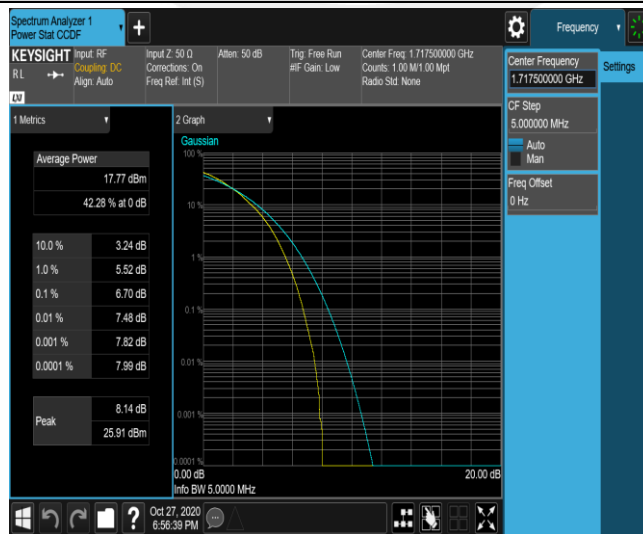 Spectrum Analyzer 1
Power Stat CCDF
Frequency
KEYSIGHT
RL
LXI
Input: RF
Coupling: DC
Align: Auto
Input Z: 50 Ω
Corrections: On
Freq Ref: Int (S)
Atten: 50 dB
Trig: Free Run
#IF Gain: Low
Center Freq: 1.717500000 GHz
Counts: 1.00 M/1.00 Mpt
Radio Std: None
Center Frequency
1.717500000 GHz
Settings
CF Step
5.000000 MHz
Auto
Man
Freq Offset
0 Hz
1 Metrics
Average Power
17.77 dBm
42.28 % at 0 dB
10.0 % 3.24 dB
1.0 % 5.52 dB
0.1 % 6.70 dB
0.01 % 7.48 dB
0.001 % 7.82 dB
0.0001 % 7.99 dB
Peak 8.14 dB
25.91 dBm
2 Graph
Gaussian
100 %
10 %
1 %
0.1 %
0.01 %
0.001 %
0.0001 %
0.00 dB 20.00 dB
Info BW 5.0000 MHz
Oct 27, 2020
6:56:39 PM